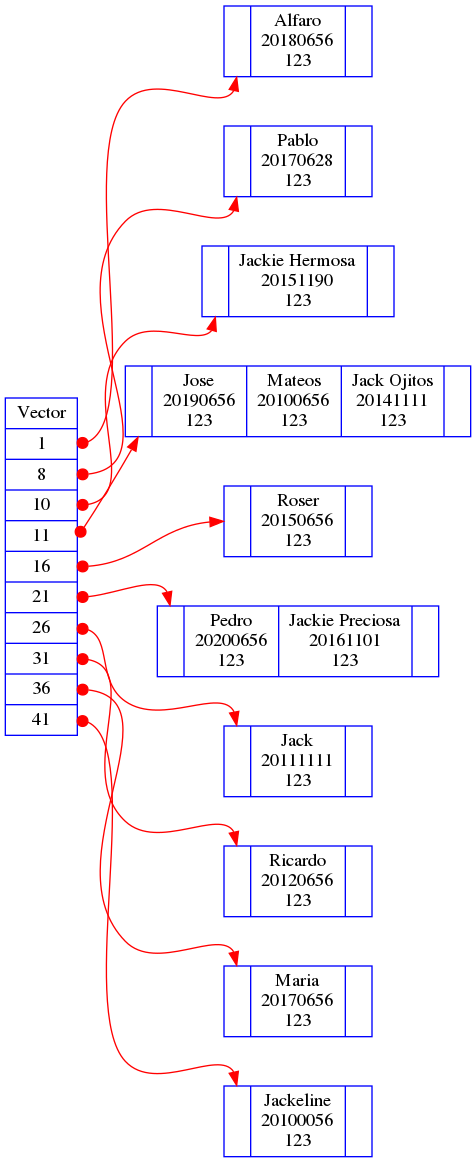 Alfaro
20180656
123
Pablo
20170628
123
Jackie Hermosa
20151190
123
Jose
20190656
123
Mateos
20100656
123
Jack Ojitos
20141111
123
Vector
1
8
10
11
16
21
26
31
36
41
Roser
20150656
123
Pedro
20200656
123
Jackie Preciosa
20161101
123
Jack
20111111
123
Ricardo
20120656
123
Maria
20170656
123
Jackeline
20100056
123